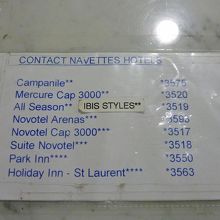 CONTACT NAVETTES HOTELS
Campanile** *3575
Mercure Cap 3000** *3520
All Season** IBIS STYLES** *3519
Novotel Arenas*** *3593
Novotel Cap 3000*** *3517
Suite Novotel*** *3518
Park Inn**** *3550
Holiday Inn - St Laurent**** *3563